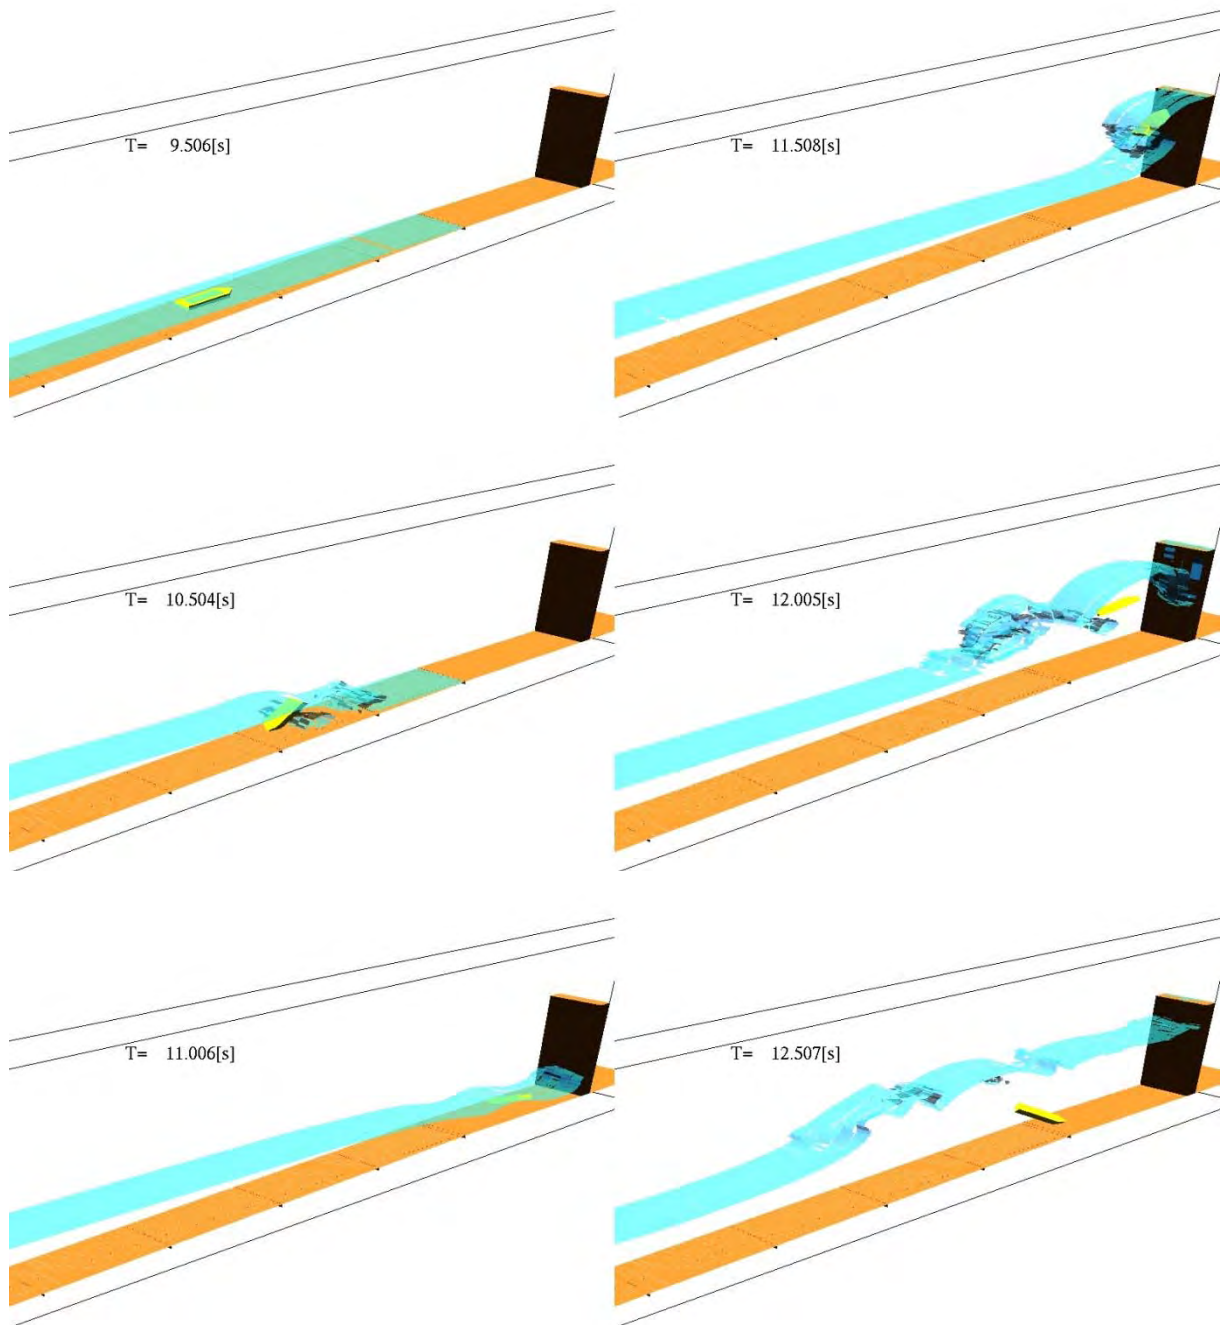 T= 9.506[s]
T= 11.508[s]
T= 10.504[s]
T= 12.005[s]
T= 11.006[s]
T= 12.507[s]